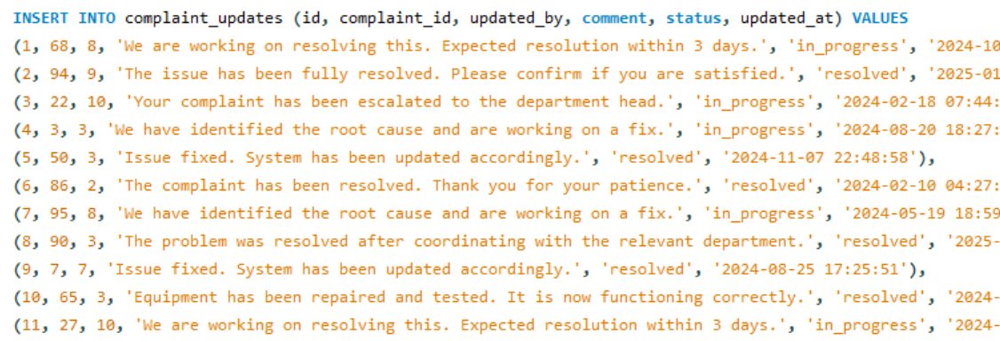 INSERT INTO complaint_updates (id, complaint_id, updated_by, comment, status, updated_at) VALUES
(1, 68, 8, 'We are working on resolving this. Expected resolution within 3 days.', 'in_progress', '2024-10
(2, 94, 9, 'The issue has been fully resolved. Please confirm if you are satisfied.', 'resolved', '2025-01
(3, 22, 10, 'Your complaint has been escalated to the department head.', 'in_progress', '2024-02-18 07:44:
(4, 3, 3, 'We have identified the root cause and are working on a fix.', 'in_progress', '2024-08-20 18:27:
(5, 50, 3, 'Issue fixed. System has been updated accordingly.', 'resolved', '2024-11-07 22:48:58'),
(6, 86, 2, 'The complaint has been resolved. Thank you for your patience.', 'resolved', '2024-02-10 04:27:
(7, 95, 8, 'We have identified the root cause and are working on a fix.', 'in_progress', '2024-05-19 18:59
(8, 90, 3, 'The problem was resolved after coordinating with the relevant department.', 'resolved', '2025-
(9, 7, 7, 'Issue fixed. System has been updated accordingly.', 'resolved', '2024-08-25 17:25:51'),
(10, 65, 3, 'Equipment has been repaired and tested. It is now functioning correctly.', 'resolved', '2024-
(11, 27, 10, 'We are working on resolving this. Expected resolution within 3 days.', 'in_progress', '2024-